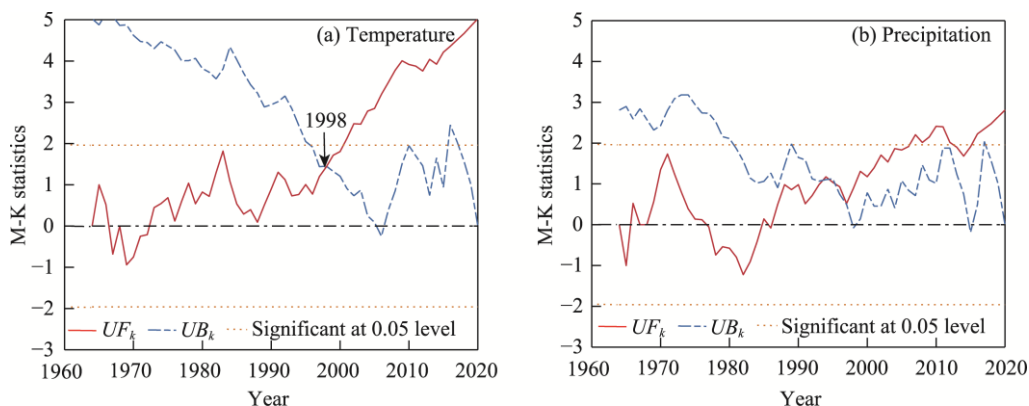 (a) Temperature
5
4
3
2
1
0
−1
−2
−3
M-K statistics
1998
UFk UBk Significant at 0.05 level
1960 1970 1980 1990 2000 2010 2020
Year
(b) Precipitation
5
4
3
2
1
0
−1
−2
−3
M-K statistics
UFk UBk Significant at 0.05 level
1960 1970 1980 1990 2000 2010 2020
Year